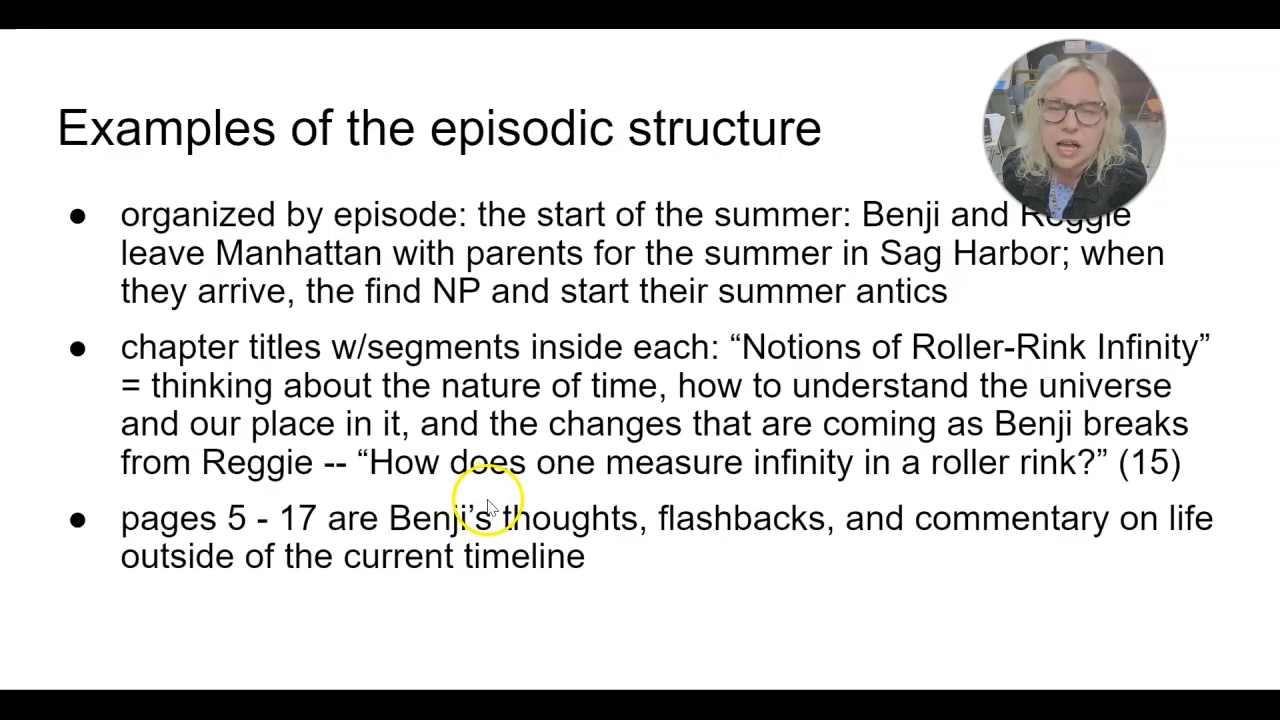 Examples of the episodic structure
● organized by episode: the start of the summer: Benji and Reggie
leave Manhattan with parents for the summer in Sag Harbor; when
they arrive, the find NP and start their summer antics
● chapter titles w/segments inside each: “Notions of Roller-Rink Infinity”
= thinking about the nature of time, how to understand the universe
and our place in it, and the changes that are coming as Benji breaks
from Reggie -- “How does one measure infinity in a roller rink?” (15)
● pages 5 - 17 are Benji’s thoughts, flashbacks, and commentary on life
outside of the current timeline